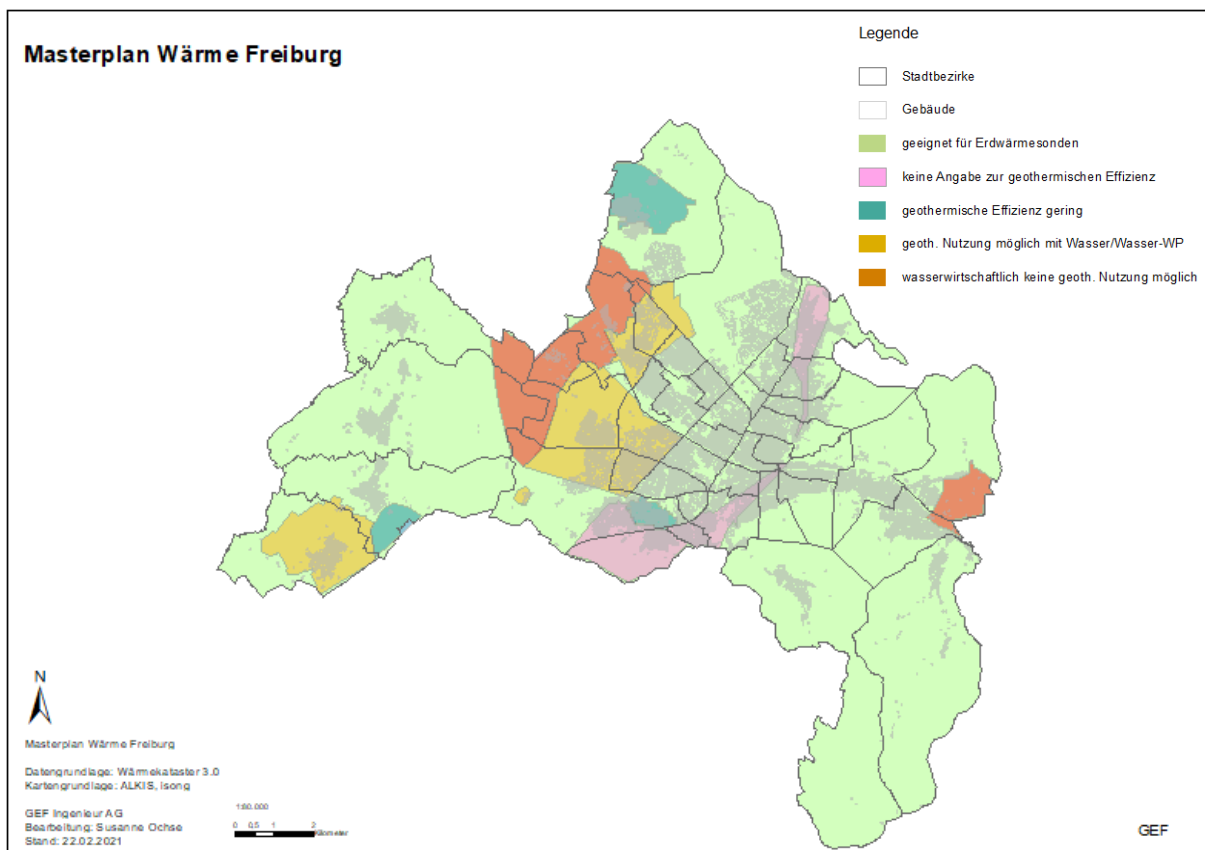 Masterplan Wärme Freiburg
Legende
Stadtbezirke
Gebäude
geeignet für Erdwärmesonden
keine Angabe zur geothermischen Effizienz
geothermische Effizienz gering
geoth. Nutzung möglich mit Wasser/Wasser-WP
wasserwirtschaftlich keine geoth. Nutzung möglich
N
Masterplan Wärme Freiburg
Datengrundlage: Wärmekataster 3.0
Kartengrundlage: ALKIS, Isong
GEF Ingenieur AG
Bearbeitung: Susanne Ochse
Stand: 22.02.2021
0 0,5 1 2
Kilometer
GEF